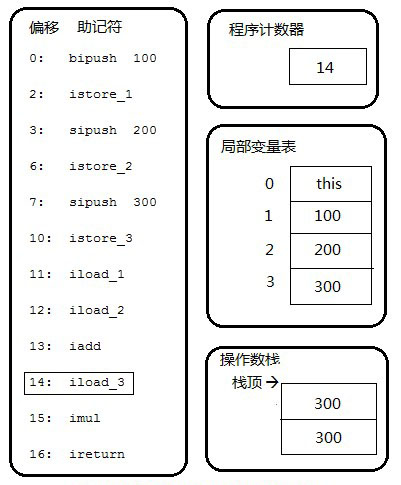 偏移 助记符
0: bipush 100
2: istore_1
3: sipush 200
6: istore_2
7: sipush 300
10: istore_3
11: iload_1
12: iload_2
13: iadd
14: iload_3
15: imul
16: ireturn
程序计数器
14
局部变量表
0 this
1 100
2 200
3 300
操作数栈
栈顶→
300
300